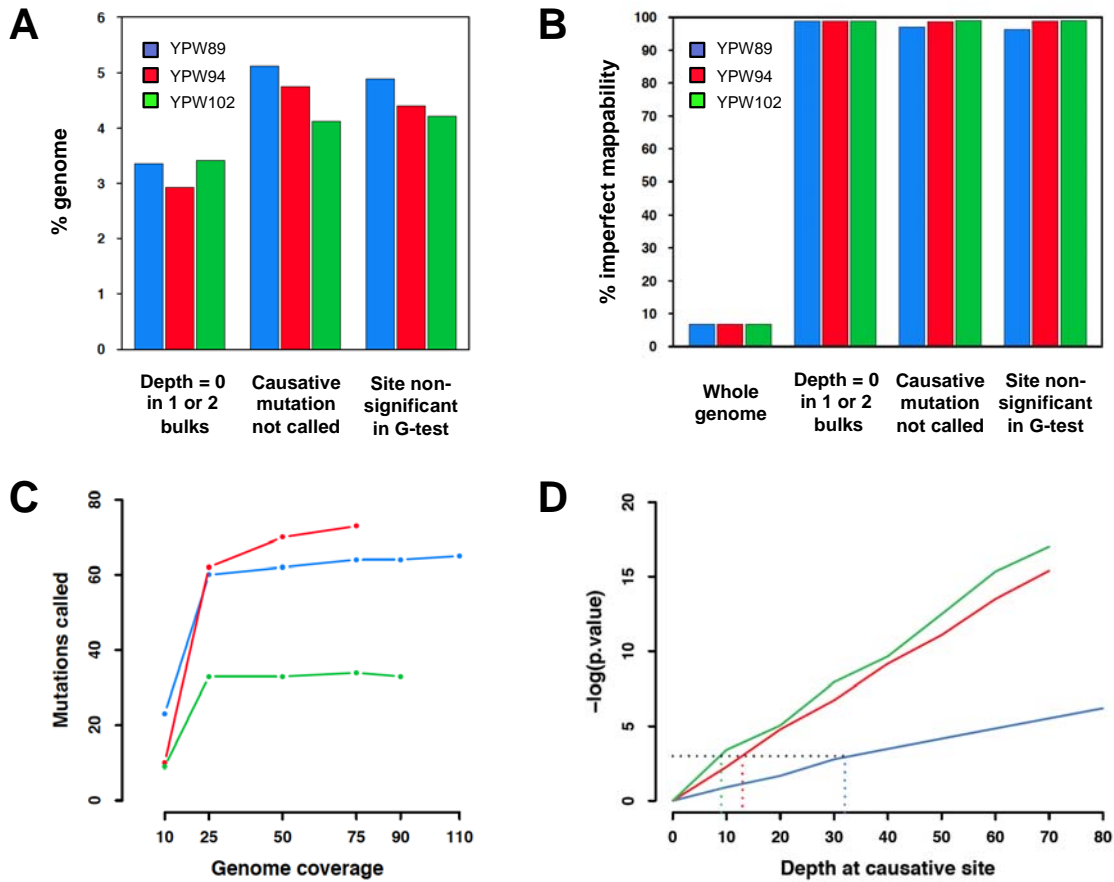 A
% genome
6
5
4
3
2
1
0
YPW89
YPW94
YPW102
Depth = 0
in 1 or 2
bulks
Causative
mutation
not called
Site non-
significant
in G-test
B
% imperfect mappability
100
90
80
70
60
50
40
30
20
10
0
YPW89
YPW94
YPW102
Whole
genome
Depth = 0
in 1 or 2
bulks
Causative
mutation
not called
Site non-
significant
in G-test
C
Mutations called
80
60
40
20
0
10 25 50 75 90 110
Genome coverage
D
−log(p.value)
20
15
10
5
0
0 10 20 30 40 50 60 70 80
Depth at causative site